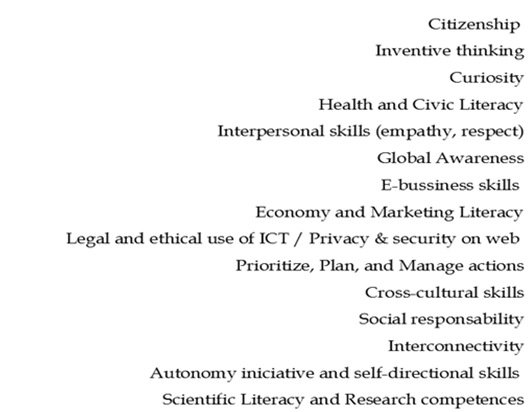 Citizenship
Inventive thinking
Curiosity
Health and Civic Literacy
Interpersonal skills (empathy, respect)
Global Awareness
E-bussiness skills
Economy and Marketing Literacy
Legal and ethical use of ICT / Privacy & security on web
Prioritize, Plan, and Manage actions
Cross-cultural skills
Social responsability
Interconnectivity
Autonomy iniciative and self-directional skills
Scientific Literacy and Research competences